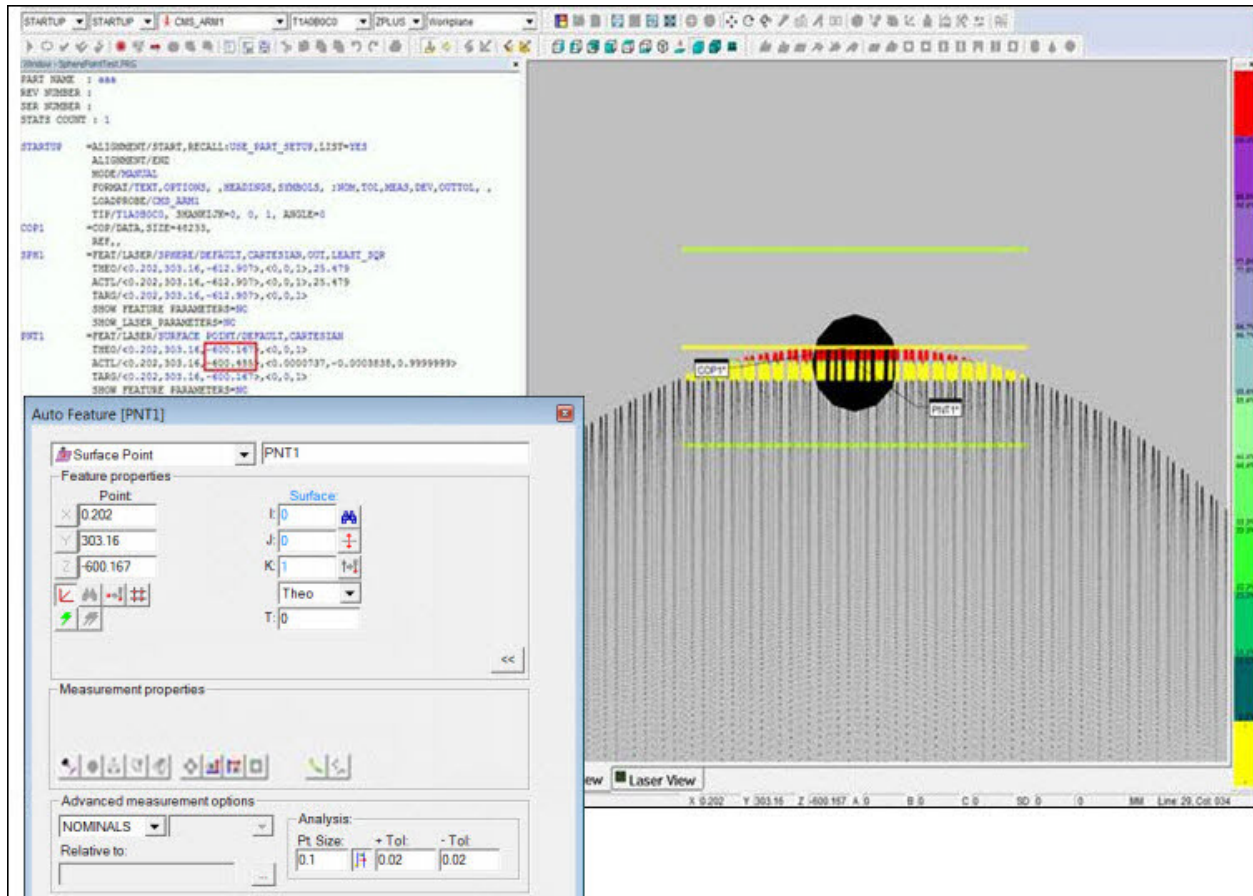 STARTUP STARTUP CMS_ARM1 T1A0B0C0 ZPLUS Workplane
Window - SpherePointTest.PRG
PART NAME : aaa
REV NUMBER :
SER NUMBER :
STATS COUNT : 1
STARTUP =ALIGNMENT/START,RECALL:USE_PART_SETUP,LIST=YES
ALIGNMENT/END
MODE/MANUAL
FORMAT/TEXT,OPTIONS, ,HEADINGS,SYMBOLS, ;NOM,TOL,MEAS,DEV,OUTTOL, ,
LOADPROBE/CMS_ARM1
TIP/T1A0B0C0, SHANKIJK=0, 0, 1, ANGLE=0
COP1 =COP/DATA,SIZE=48233,
REF,,
SPH1 =FEAT/LASER/SPHERE/DEFAULT,CARTESIAN,OUT,LEAST_SQR
THEO/<0.202,303.16,-612.907>,<0,0,1>,25.479
ACTL/<0.202,303.16,-612.907>,<0,0,1>,25.479
TARG/<0.202,303.16,-612.907>,<0,0,1>
SHOW FEATURE PARAMETERS=NO
SHOW_LASER_PARAMETERS=NO
PNT1 =FEAT/LASER/SURFACE POINT/DEFAULT,CARTESIAN
THEO/<0.202,303.16,-600.167>,<0,0,1>
ACTL/<0.202,303.16,-600.455>,<0.0000737,-0.0003838,0.9999999>
TARG/<0.202,303.16,-600.167>,<0,0,1>
SHOW FEATURE PARAMETERS=NO
COP1*
PNT1*
Auto Feature [PNT1]
Surface Point PNT1
Feature properties
Point: Surface:
X 0.202 I: 0
Y 303.16 J: 0
Z -600.167 K: 1
Theo
T: 0
<<
Measurement properties
Advanced measurement options
NOMINALS
Relative to:
...
Analysis:
Pt Size: + Tol: - Tol:
0.1 0.02 0.02
ew Laser View
X 0.202 Y 303.16 Z -600.167 A 0 B 0 C 0 SD 0 0 MM Line: 29, Col: 034